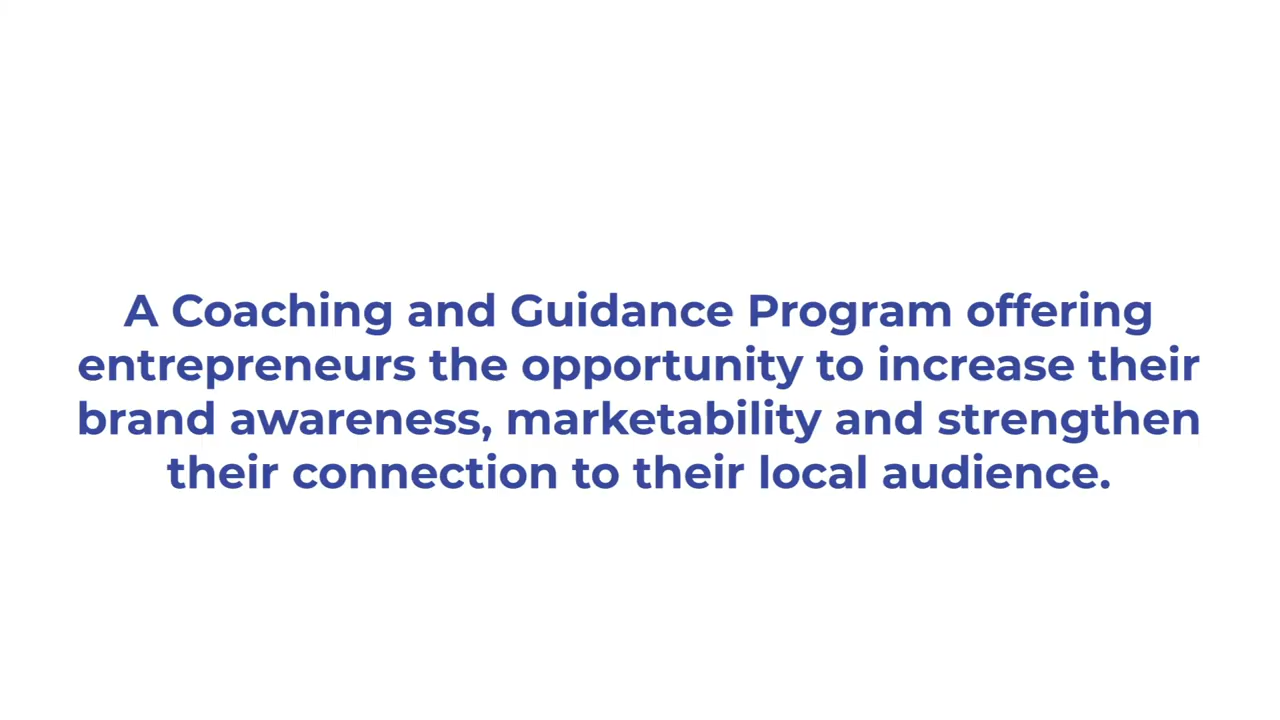 A Coaching and Guidance Program offering
entrepreneurs the opportunity to increase their
brand awareness, marketability and strengthen
their connection to their local audience.